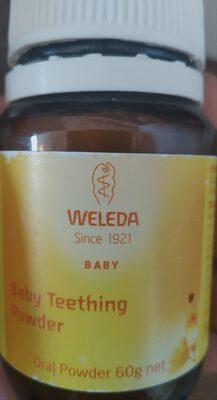 WELEDA
Since 1921
BABY
Baby Teething
Powder
Oral Powder 60g net